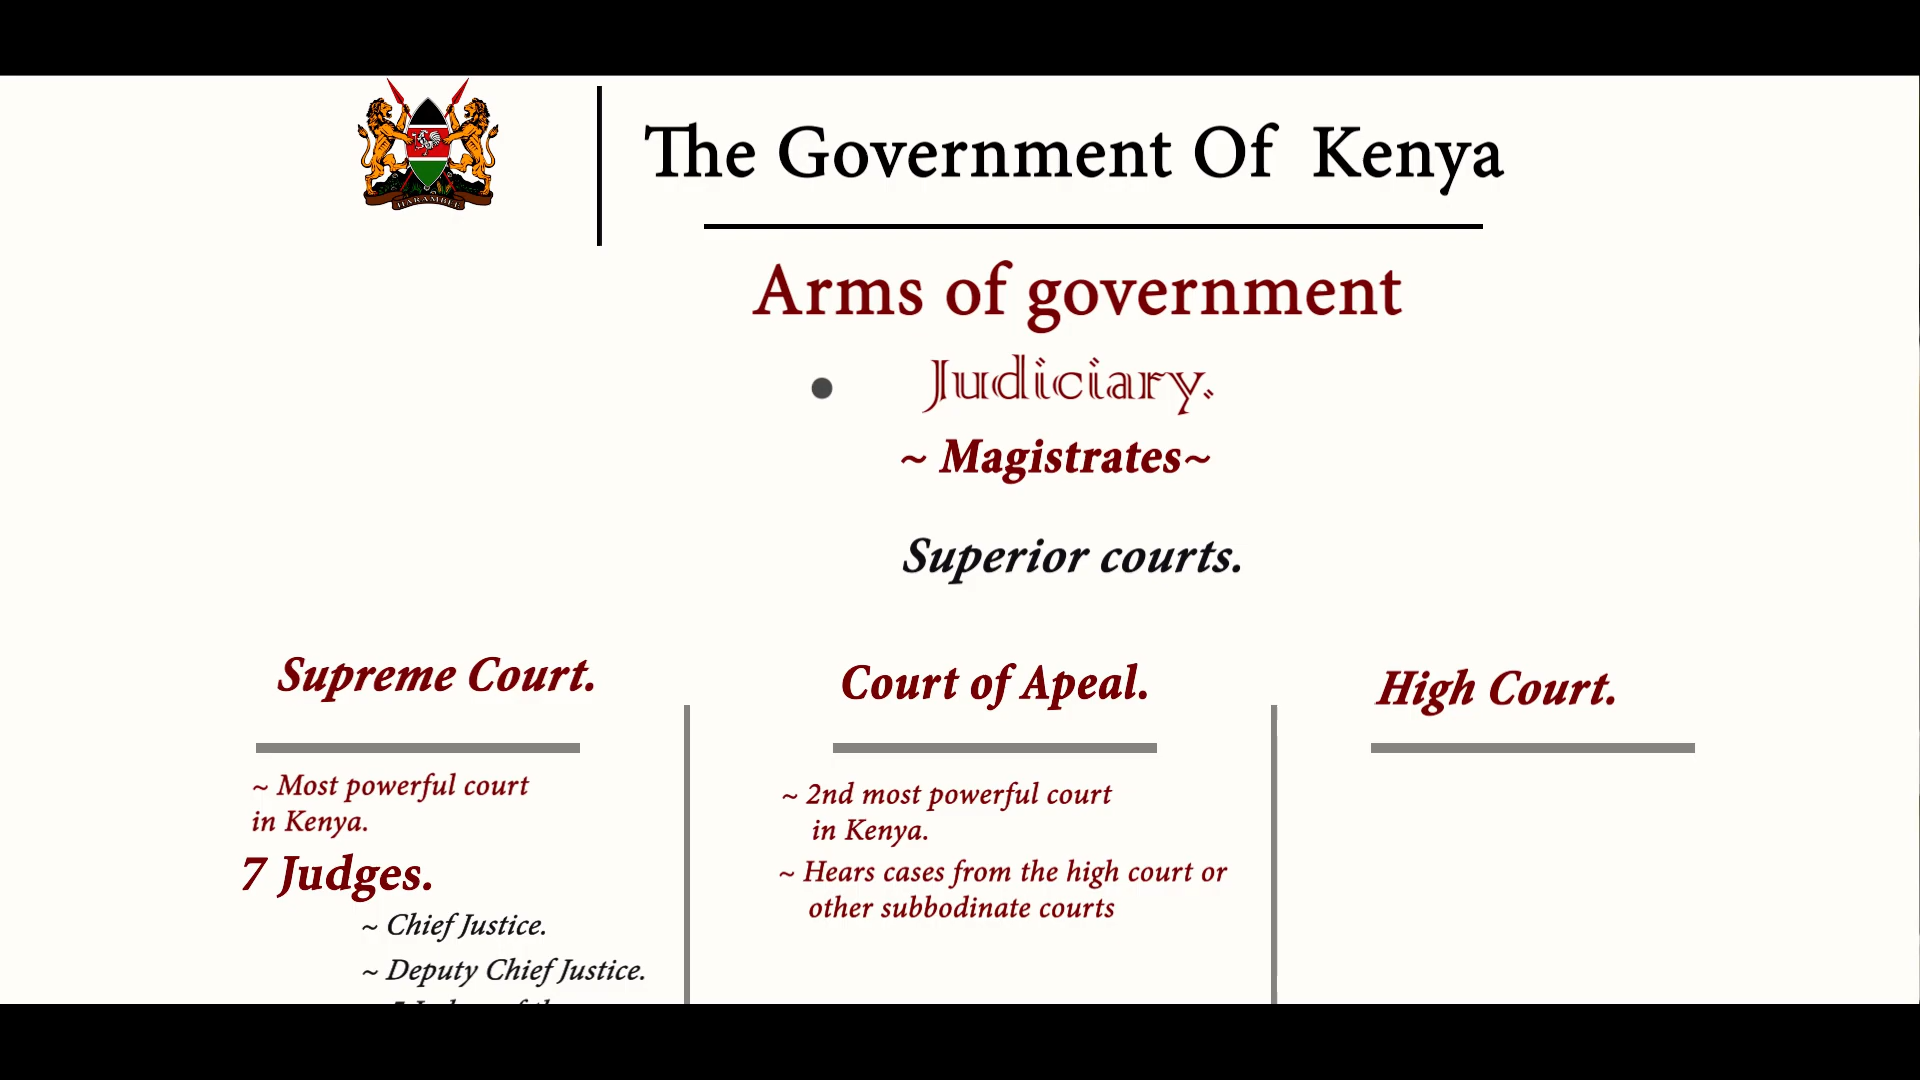 HARAMBEE
The Government Of Kenya
Arms of government
• Judiciary.
~ Magistrates~
Superior courts.
Supreme Court.
~ Most powerful court
in Kenya.
7 Judges.
~ Chief Justice.
~ Deputy Chief Justice.
Court of Apeal.
~ 2nd most powerful court
in Kenya.
~ Hears cases from the high court or
other subbodinate courts
High Court.